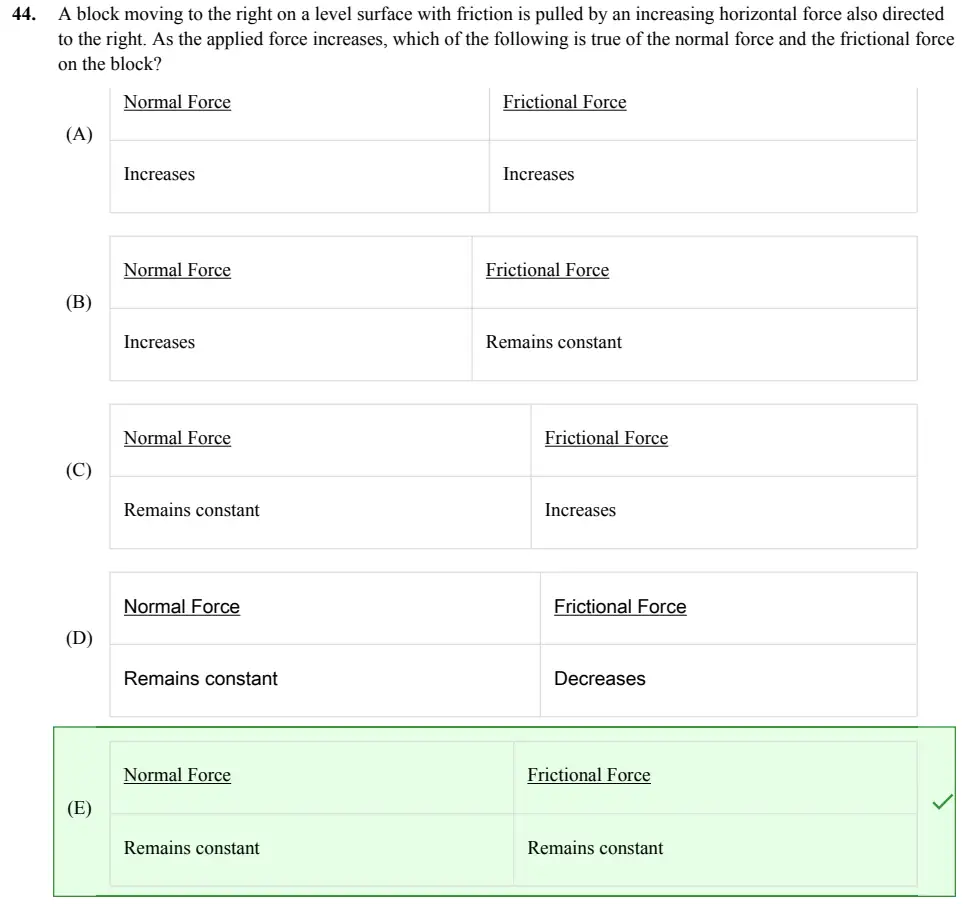 44. A block moving to the right on a level surface with friction is pulled by an increasing horizontal force also directed
to the right. As the applied force increases, which of the following is true of the normal force and the frictional force
on the block?
(A)
Normal Force Frictional Force
Increases Increases
(B)
Normal Force Frictional Force
Increases Remains constant
(C)
Normal Force Frictional Force
Remains constant Increases
(D)
Normal Force Frictional Force
Remains constant Decreases
(E)
Normal Force Frictional Force
Remains constant Remains constant